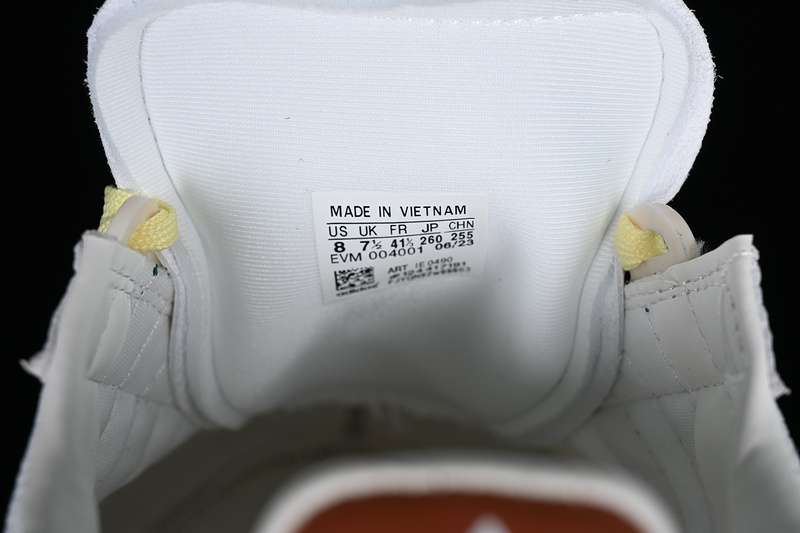 MADE IN VIETNAM
US UK FR JP CHN
8 7½ 41⅓ 260 255
EVM 004001 06/23
ART IE0490
adidas